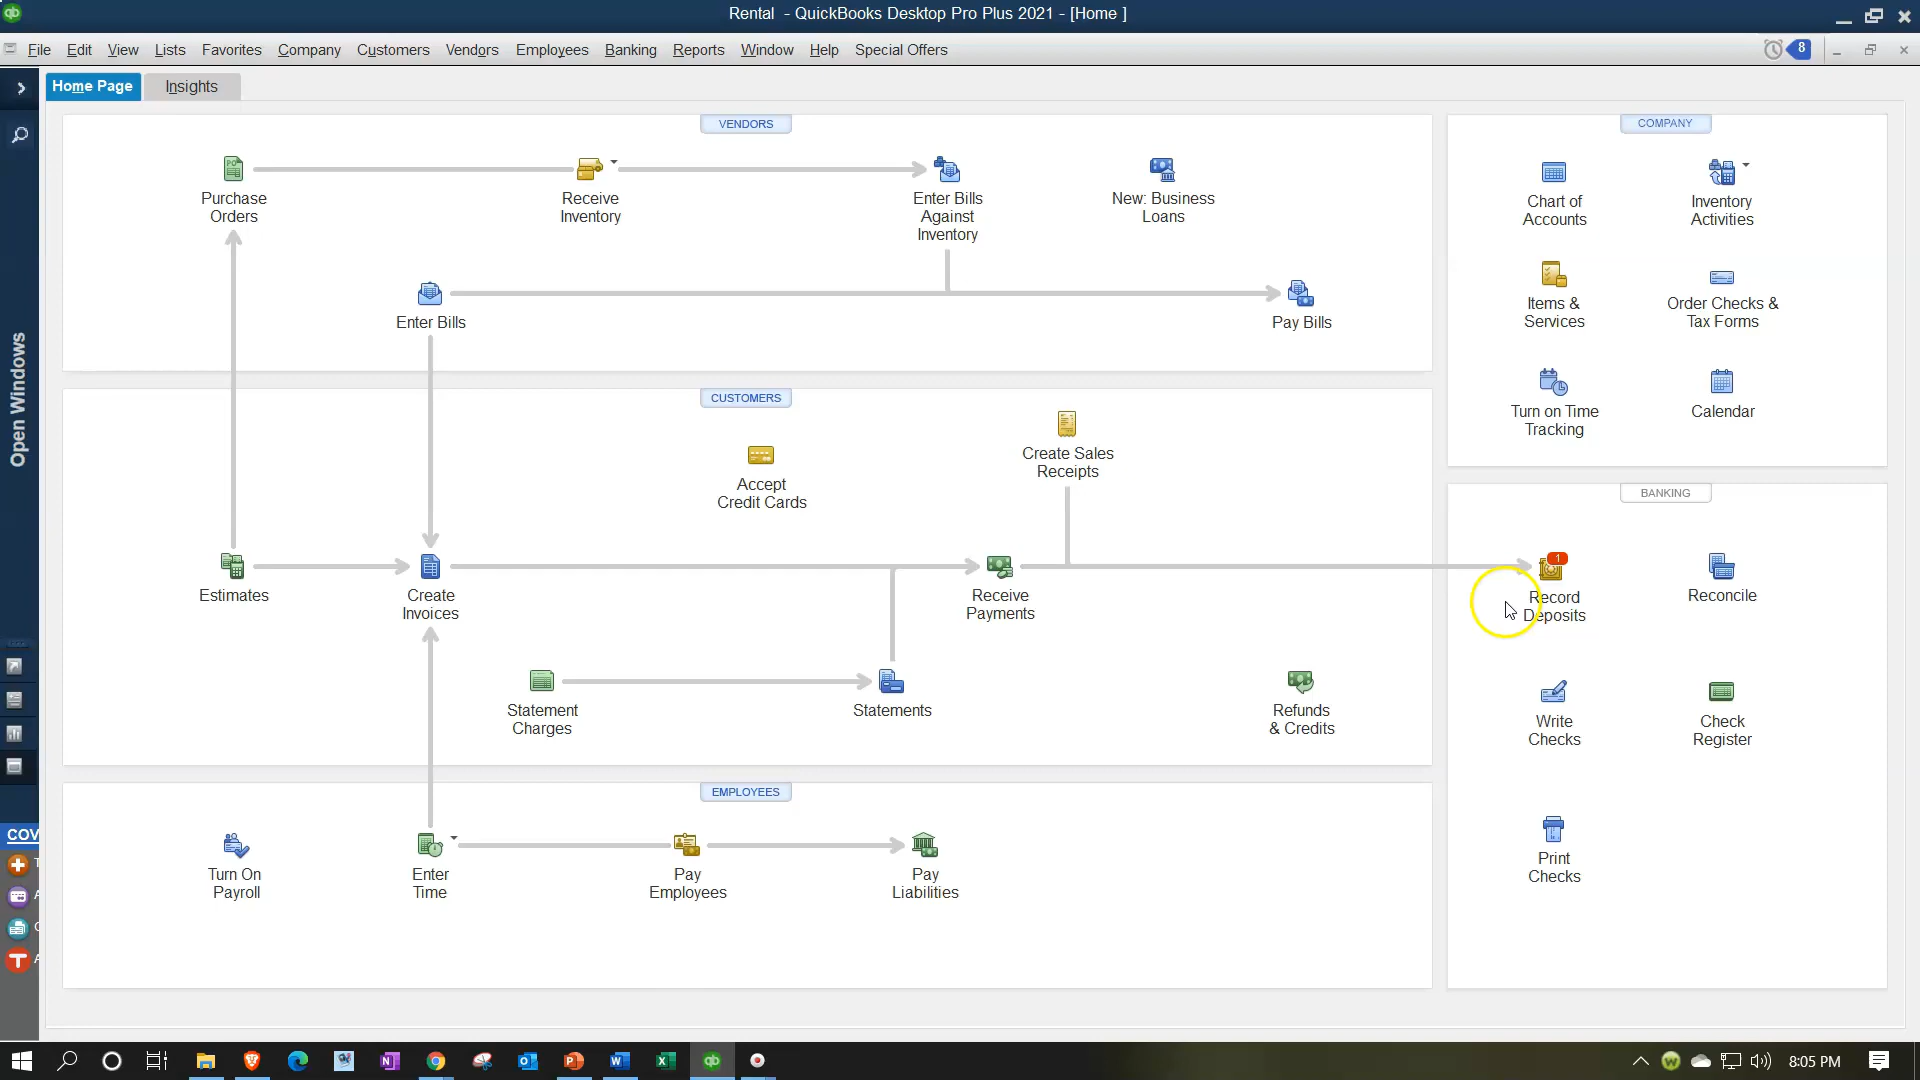 Rental - QuickBooks Desktop Pro Plus 2021 - [Home ]
File Edit View Lists Favorites Company Customers Vendors Employees Banking Reports Window Help Special Offers
8
Home Page Insights
VENDORS
Purchase
Orders
Receive
Inventory
Enter Bills
Against
Inventory
New: Business
Loans
Enter Bills
Pay Bills
COMPANY
Chart of
Accounts
Inventory
Activities
Items &
Services
Order Checks &
Tax Forms
Turn on Time
Tracking
Calendar
Open Windows
CUSTOMERS
Accept
Credit Cards
Create Sales
Receipts
Estimates
Create
Invoices
Receive
Payments
Statement
Charges
Statements
Refunds
& Credits
BANKING
1
Record
Deposits
Reconcile
Write
Checks
Check
Register
Print
Checks
EMPLOYEES
Turn On
Payroll
Enter
Time
Pay
Employees
Pay
Liabilities
COV
8:05 PM